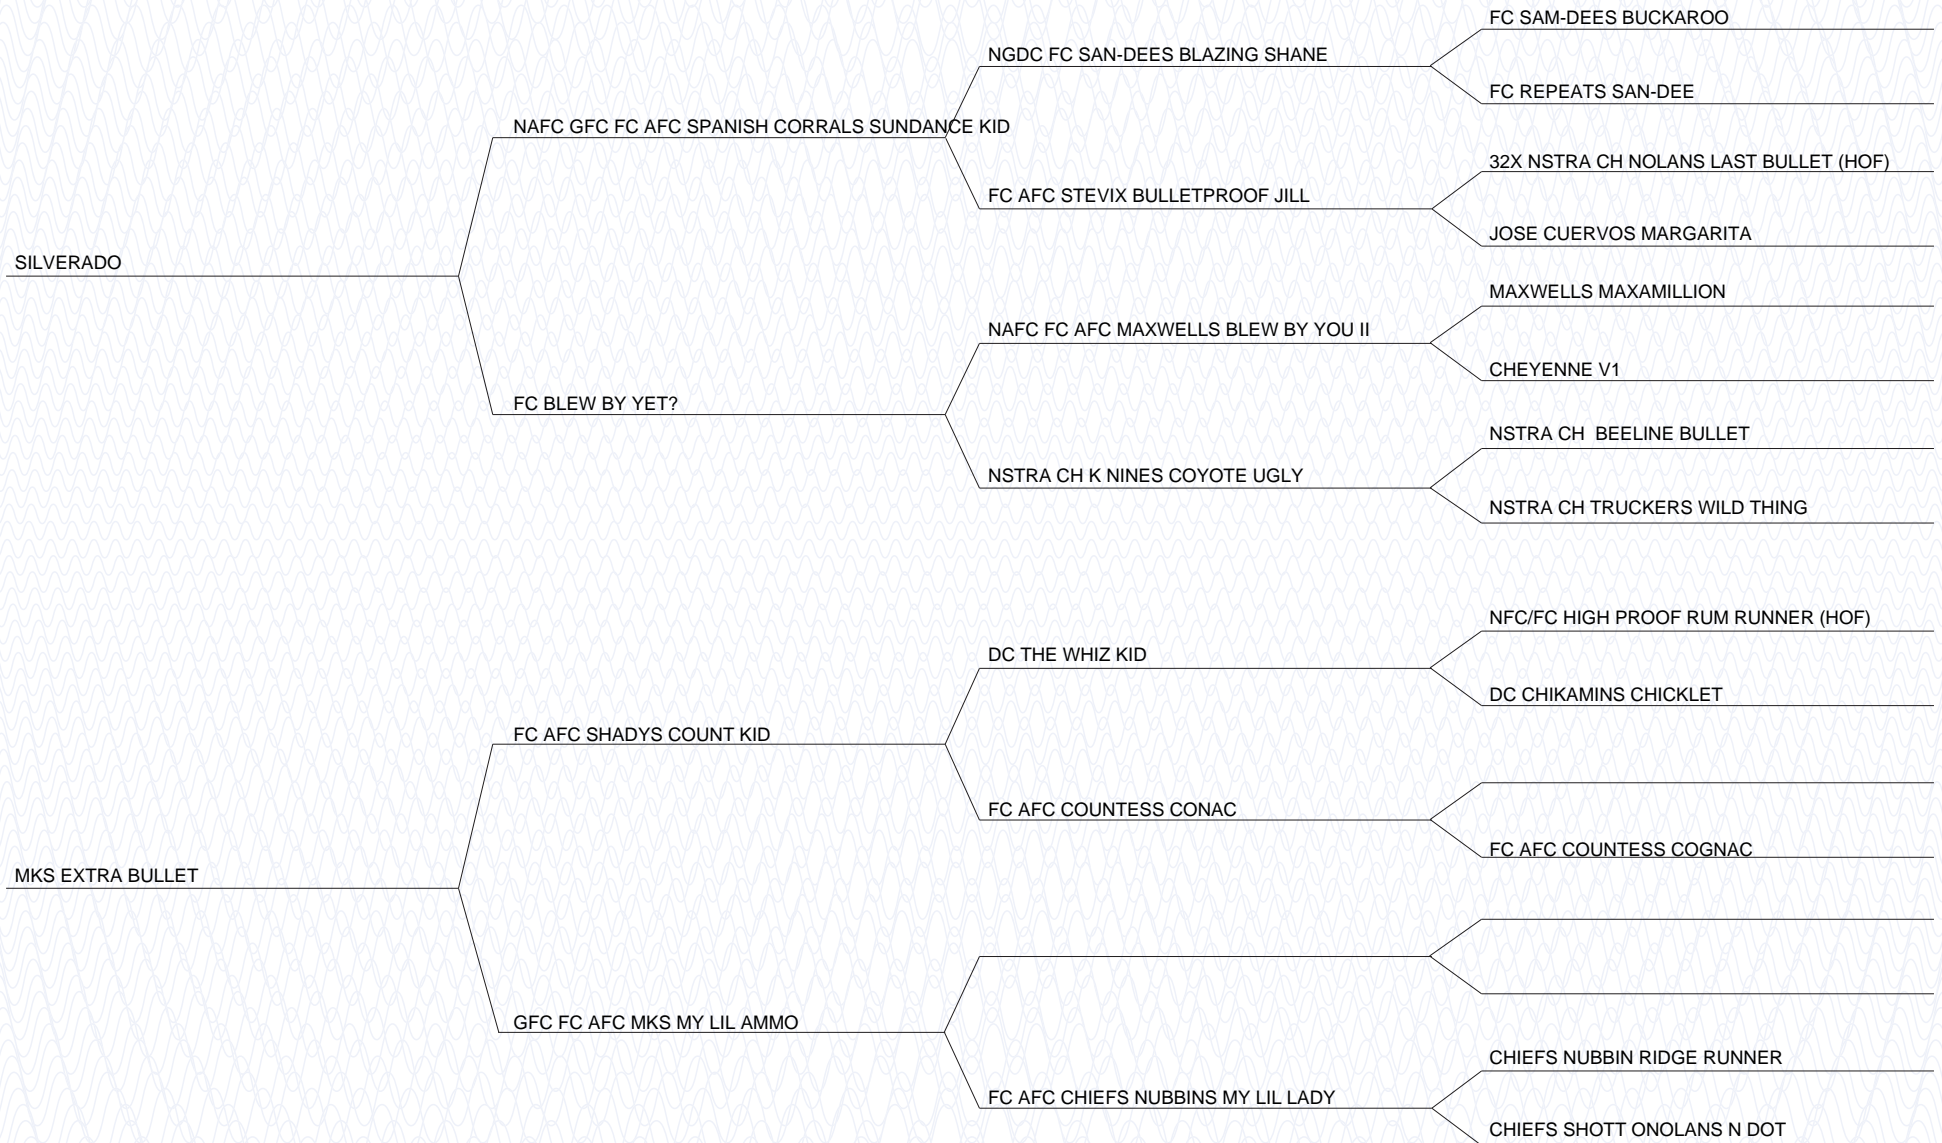 FC SAM-DEES BUCKAROO
NGDC FC SAN-DEES BLAZING SHANE
FC REPEATS SAN-DEE
NAFC GFC FC AFC SPANISH CORRALS SUNDANCE KID
32X NSTRA CH NOLANS LAST BULLET (HOF)
FC AFC STEVIX BULLETPROOF JILL
JOSE CUERVOS MARGARITA
SILVERADO
MAXWELLS MAXAMILLION
NAFC FC AFC MAXWELLS BLEW BY YOU II
CHEYENNE V1
FC BLEW BY YET?
NSTRA CH  BEELINE BULLET
NSTRA CH K NINES COYOTE UGLY
NSTRA CH TRUCKERS WILD THING
NFC/FC HIGH PROOF RUM RUNNER (HOF)
DC THE WHIZ KID
DC CHIKAMINS CHICKLET
FC AFC SHADYS COUNT KID
FC AFC COUNTESS CONAC
FC AFC COUNTESS COGNAC
MKS EXTRA BULLET
GFC FC AFC MKS MY LIL AMMO
CHIEFS NUBBIN RIDGE RUNNER
FC AFC CHIEFS NUBBINS MY LIL LADY
CHIEFS SHOTT ONOLANS N DOT